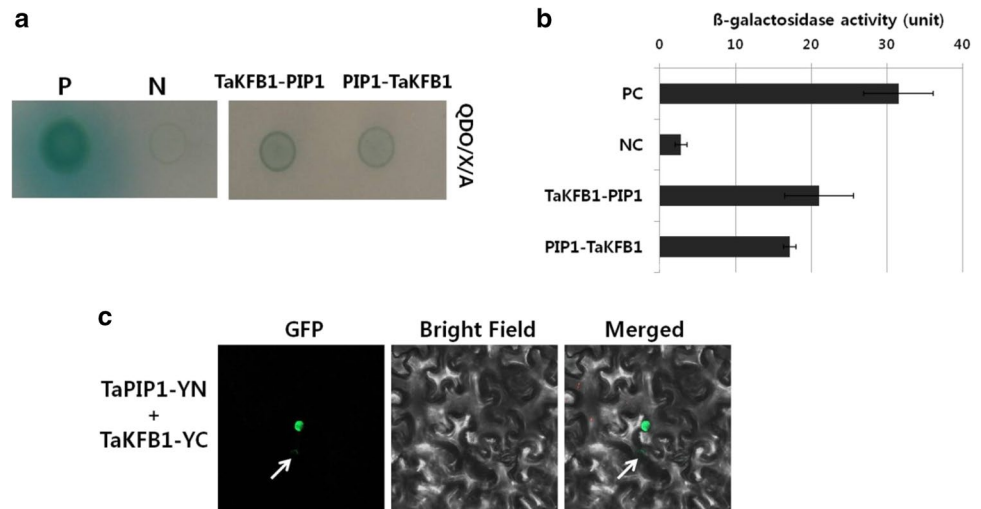 a
P N TaKFB1-PIP1 PIP1-TaKFB1
QDO/X/A
b
ß-galactosidase activity (unit)
0 10 20 30 40
PC
NC
TaKFB1-PIP1
PIP1-TaKFB1
c
GFP Bright Field Merged
TaPIP1-YN
+
TaKFB1-YC